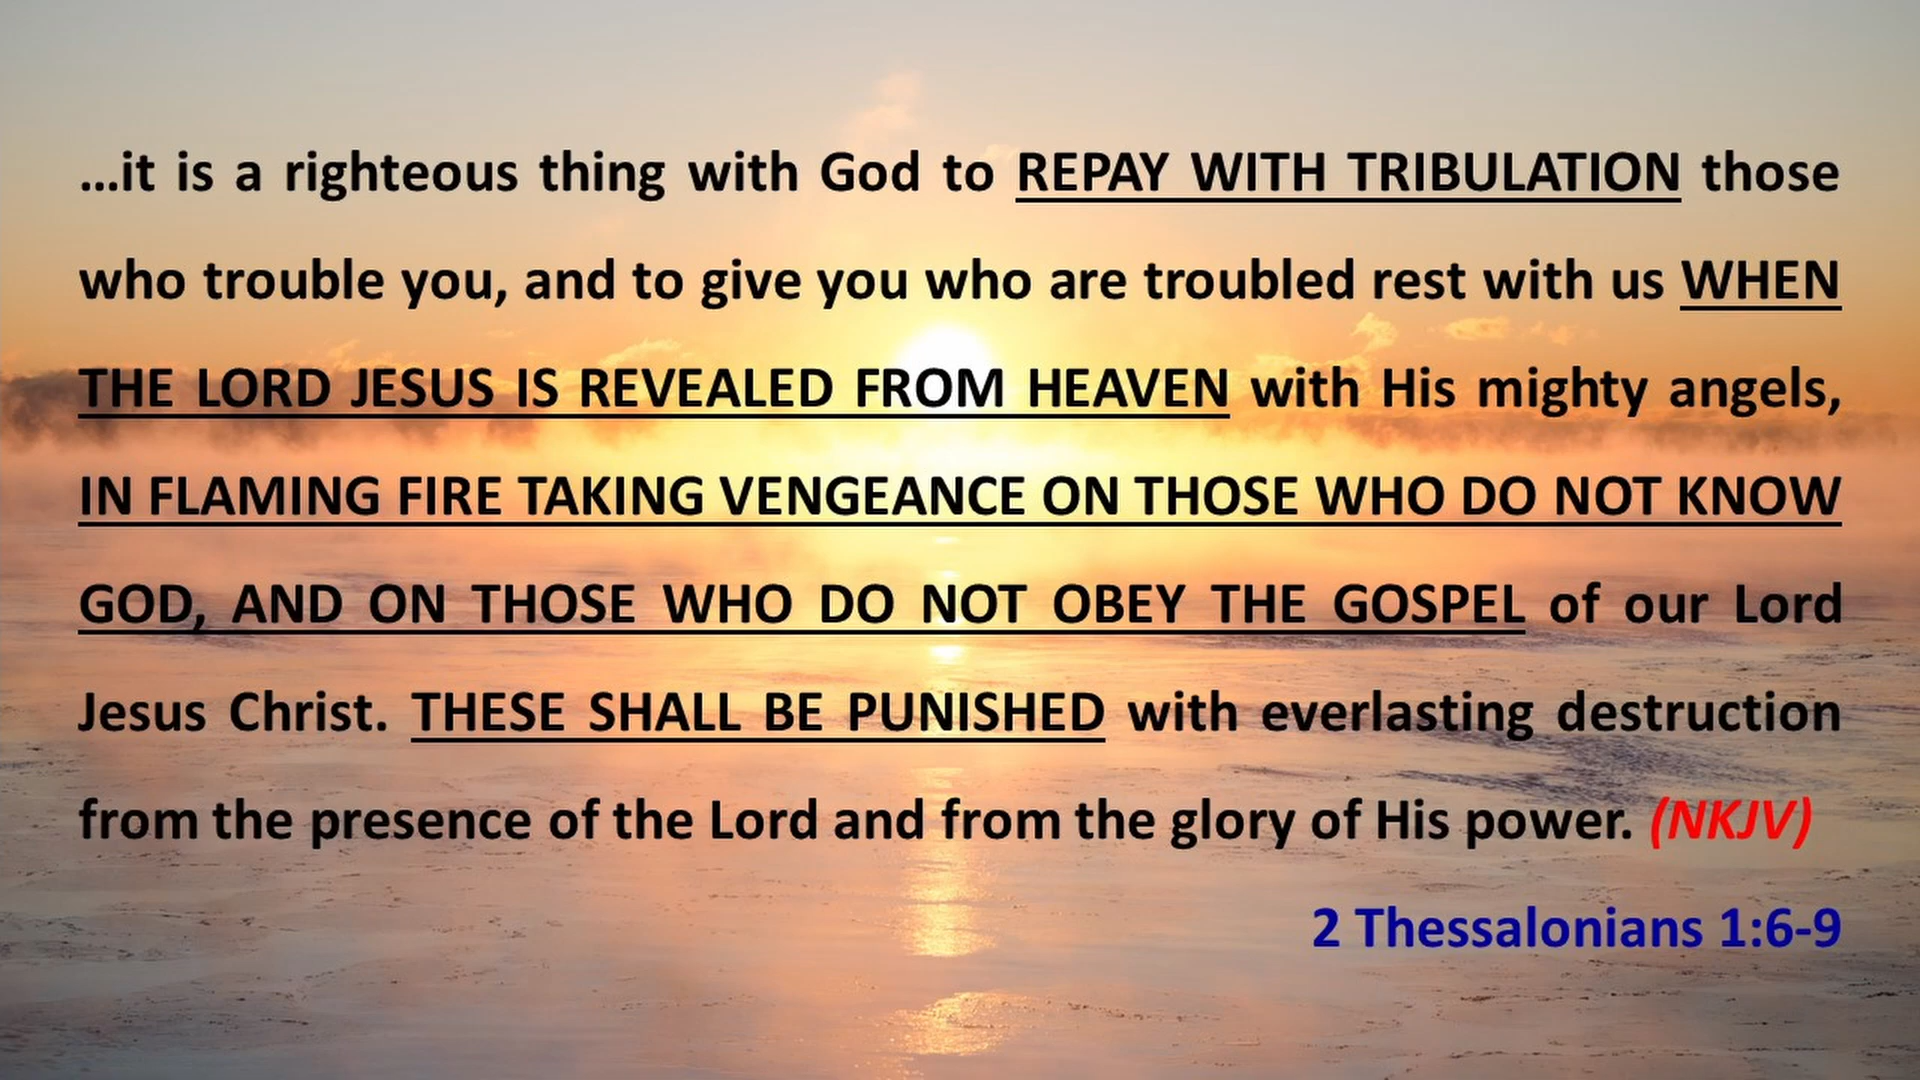 …it is a righteous thing with God to REPAY WITH TRIBULATION those
who trouble you, and to give you who are troubled rest with us WHEN
THE LORD JESUS IS REVEALED FROM HEAVEN with His mighty angels,
IN FLAMING FIRE TAKING VENGEANCE ON THOSE WHO DO NOT KNOW
GOD, AND ON THOSE WHO DO NOT OBEY THE GOSPEL of our Lord
Jesus Christ. THESE SHALL BE PUNISHED with everlasting destruction
from the presence of the Lord and from the glory of His power. (NKJV)
2 Thessalonians 1:6-9